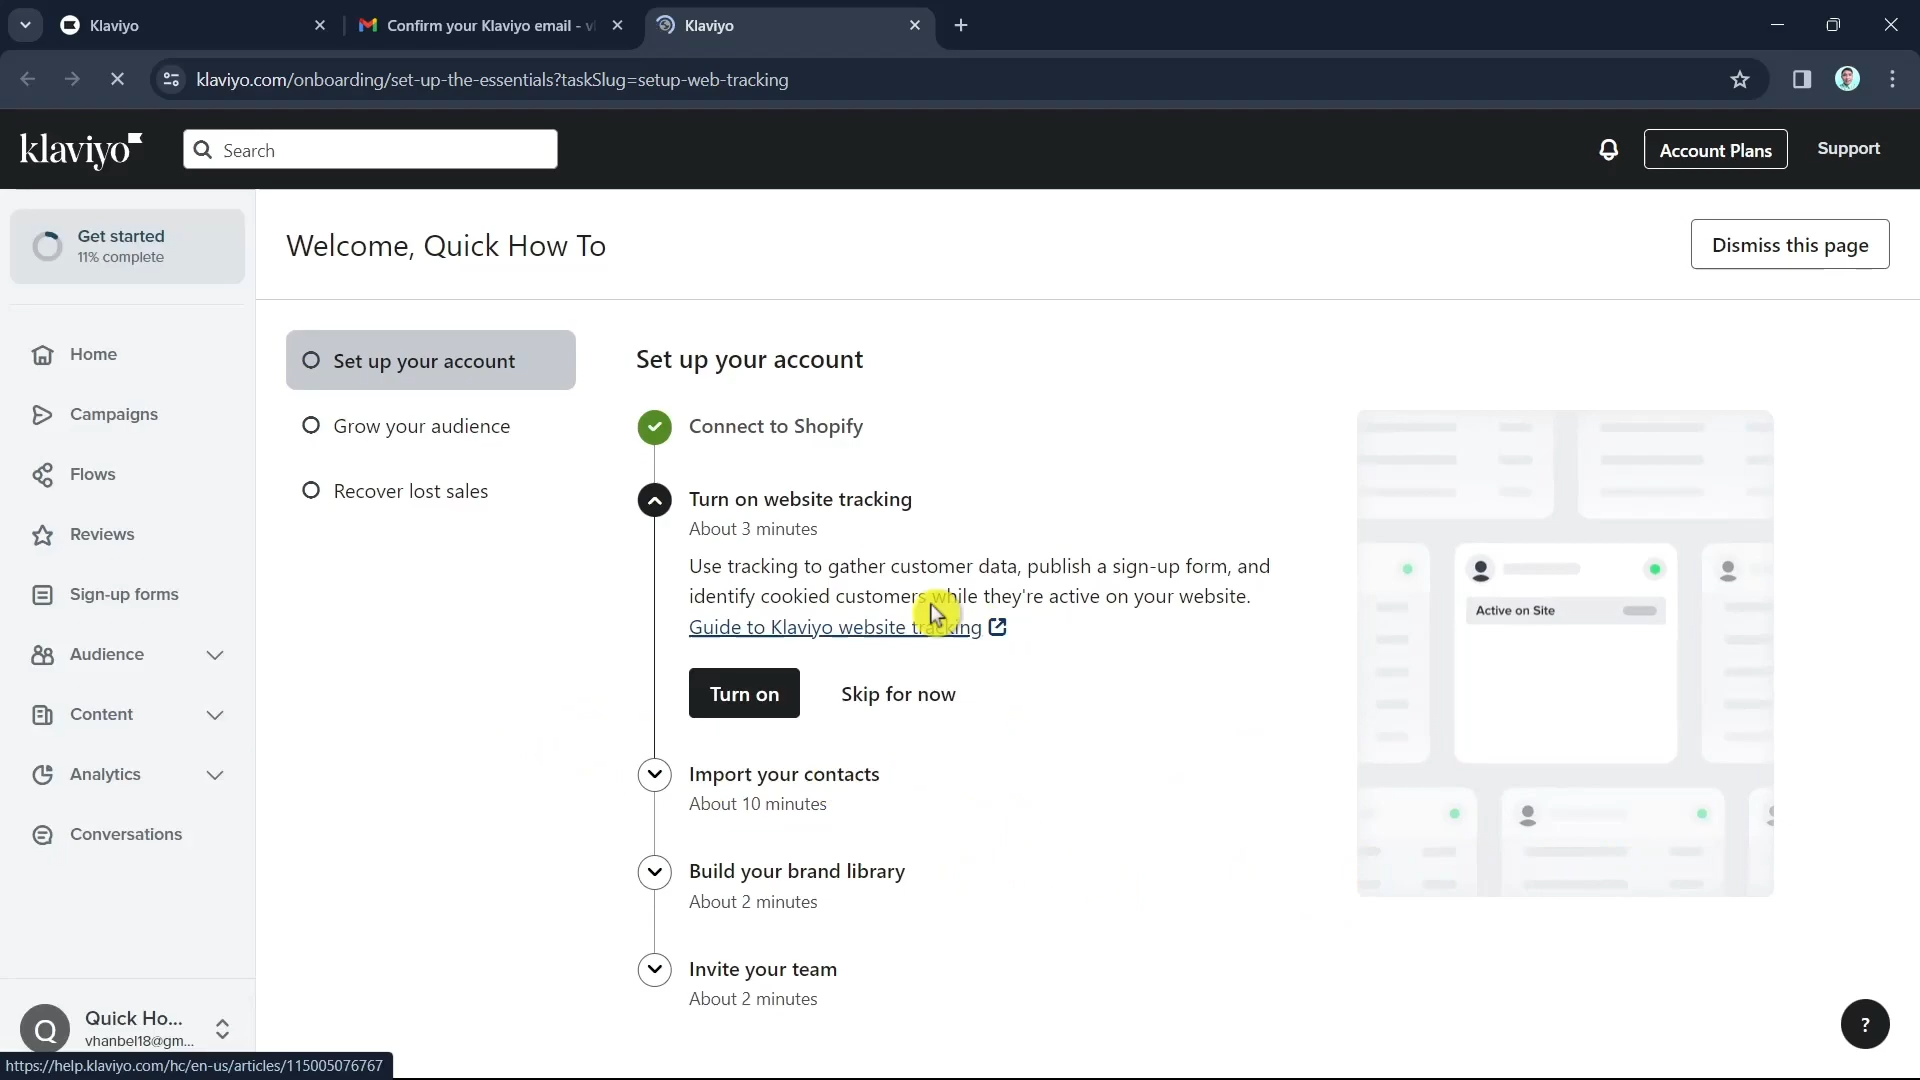 Klaviyo
Confirm your Klaviyo email - v
Klaviyo
klaviyo.com/onboarding/set-up-the-essentials?taskSlug=setup-web-tracking
klaviyo
Search
Account Plans
Support
Get started
11% complete
Welcome, Quick How To
Dismiss this page
Home
Campaigns
Flows
Reviews
Sign-up forms
Audience
Content
Analytics
Conversations
Set up your account
Grow your audience
Recover lost sales
Set up your account
Connect to Shopify
Turn on website tracking
About 3 minutes
Use tracking to gather customer data, publish a sign-up form, and
identify cookied customers while they're active on your website.
Guide to Klaviyo website tracking
Turn on
Skip for now
Import your contacts
About 10 minutes
Build your brand library
About 2 minutes
Invite your team
About 2 minutes
Active on Site
Q
Quick Ho...
vhanbel18@gm...
?
https://help.klaviyo.com/hc/en-us/articles/115005076767